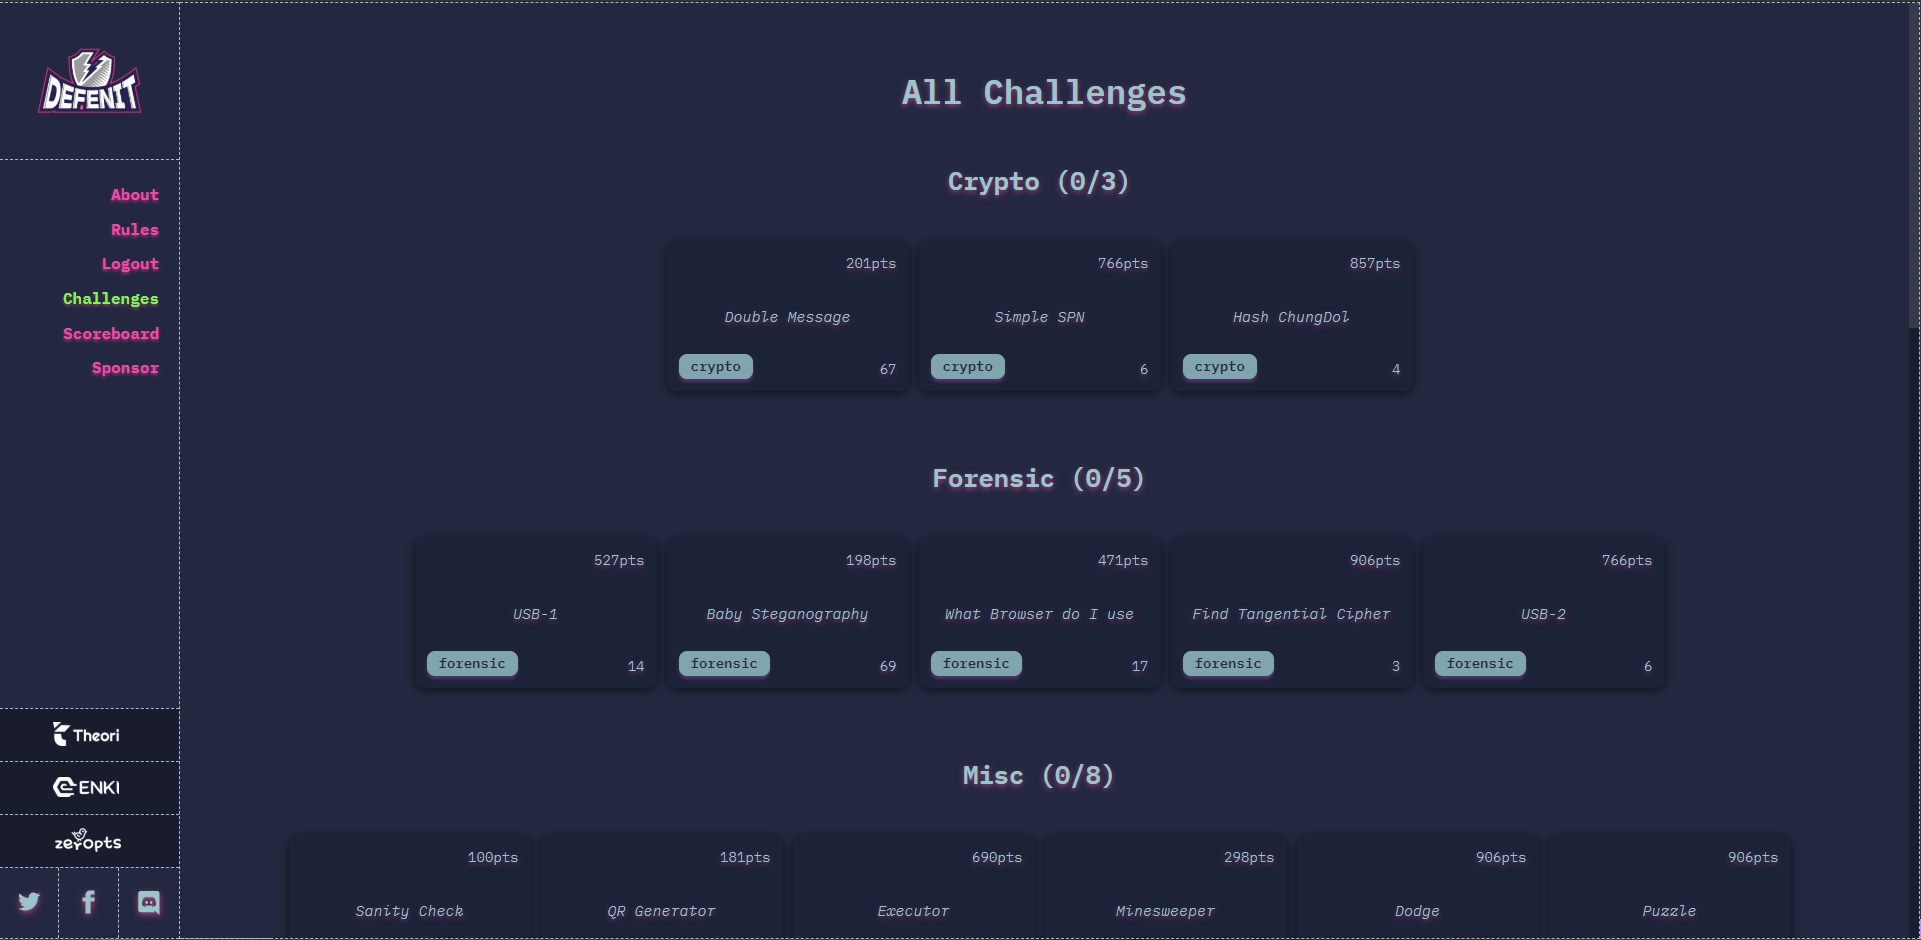 DEFENIT
About
Rules
Logout
Challenges
Scoreboard
Sponsor
Theori
ENKI
zer0pts
All Challenges
Crypto (0/3)
201pts
Double Message
crypto
67
766pts
Simple SPN
crypto
6
857pts
Hash ChungDol
crypto
4
Forensic (0/5)
527pts
USB-1
forensic
14
198pts
Baby Steganography
forensic
69
471pts
What Browser do I use
forensic
17
906pts
Find Tangential Cipher
forensic
3
766pts
USB-2
forensic
6
Misc (0/8)
100pts
Sanity Check
181pts
QR Generator
690pts
Executor
298pts
Minesweeper
906pts
Dodge
906pts
Puzzle